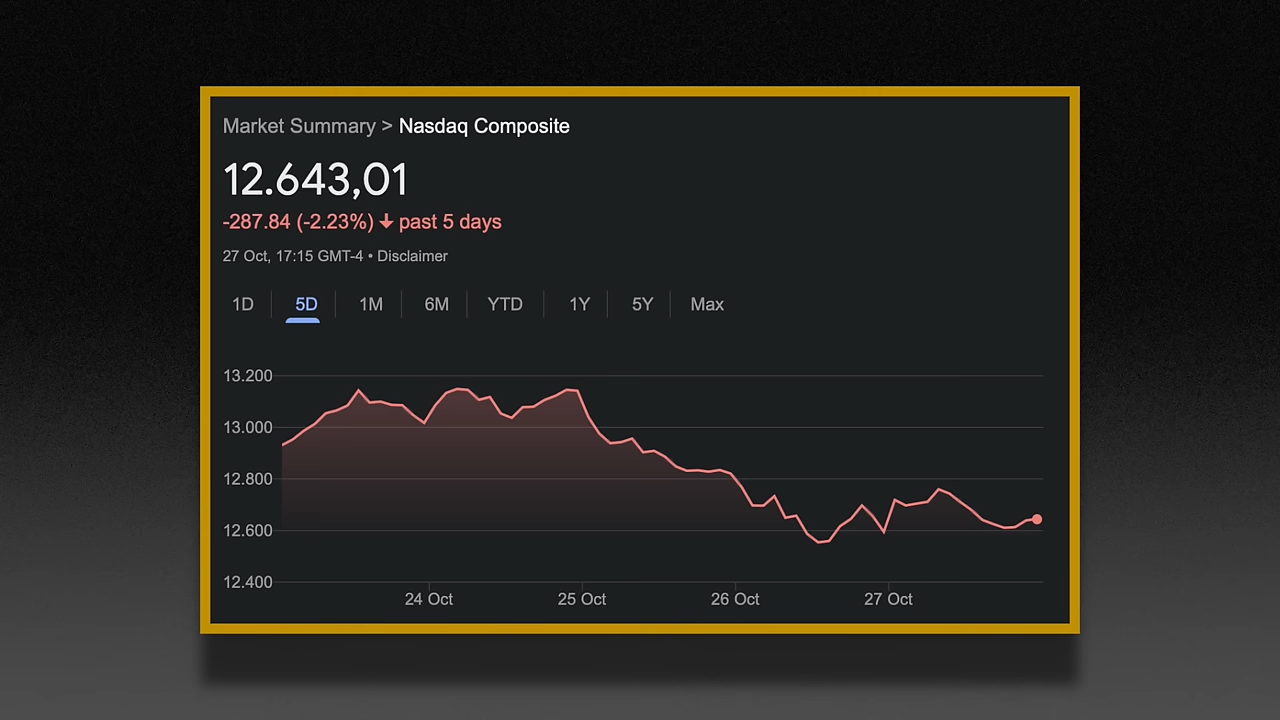 Market Summary > Nasdaq Composite
12.643,01
-287.84 (-2.23%) ↓ past 5 days
27 Oct, 17:15 GMT-4 • Disclaimer
1D 5D 1M 6M YTD 1Y 5Y Max
13.200
13.000
12.800
12.600
12.400
24 Oct 25 Oct 26 Oct 27 Oct